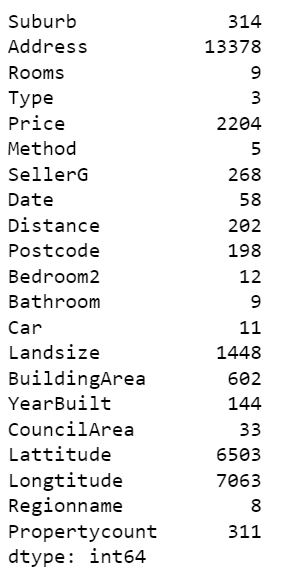 Suburb 314
Address 13378
Rooms 9
Type 3
Price 2204
Method 5
SellerG 268
Date 58
Distance 202
Postcode 198
Bedroom2 12
Bathroom 9
Car 11
Landsize 1448
BuildingArea 602
YearBuilt 144
CouncilArea 33
Lattitude 6503
Longtitude 7063
Regionname 8
Propertycount 311
dtype: int64